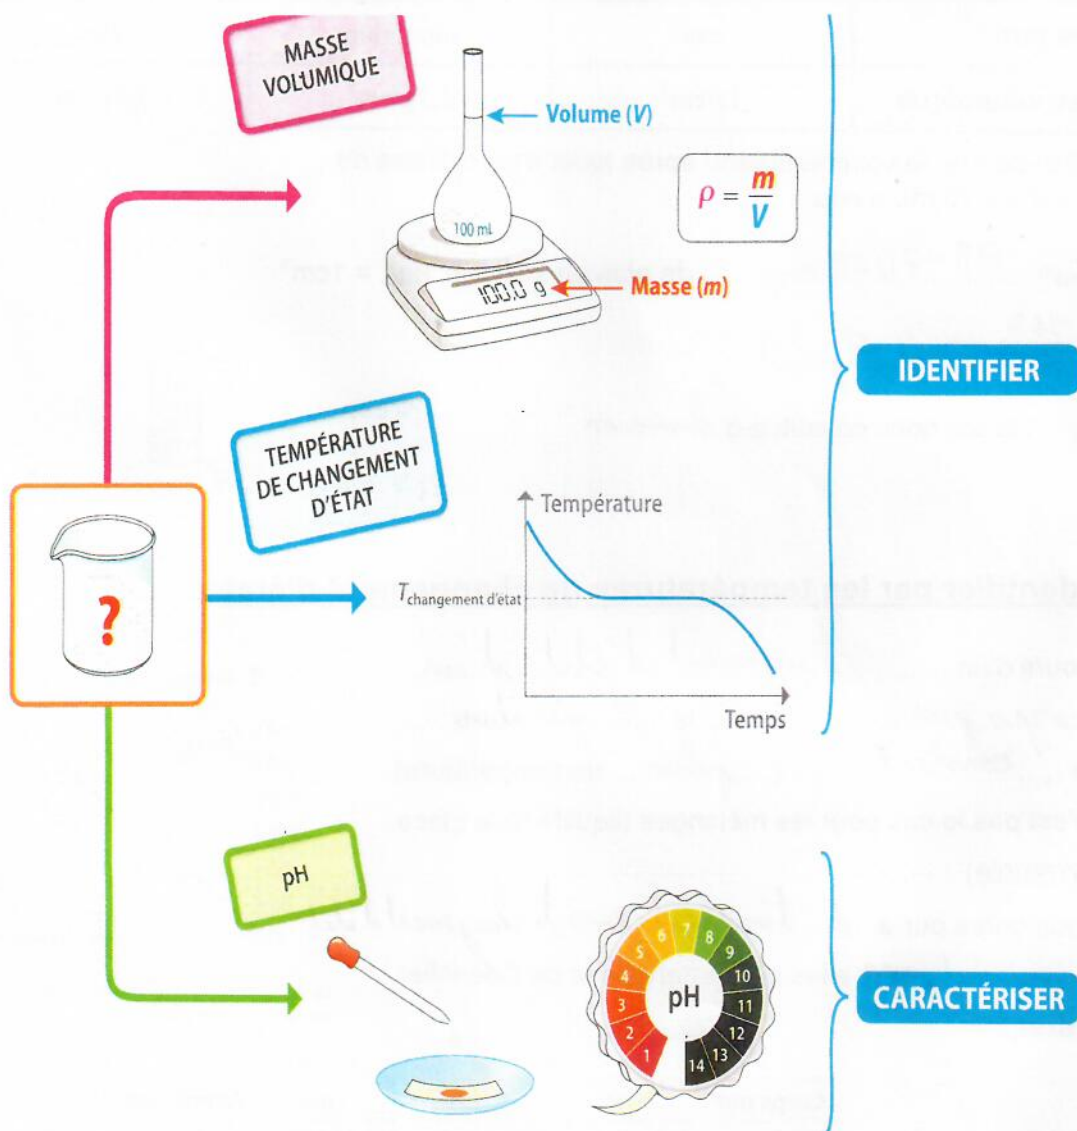 MASSE
VOLUMIQUE
Volume (V)
100 mL
ρ = m
V
100,0 g
Masse (m)
IDENTIFIER
TEMPÉRATURE
DE CHANGEMENT
D'ÉTAT
Température
?
Tchangement d'état
Temps
pH
pH
1
2
3
4
5
6
7
8
9
10
11
12
13
14
CARACTÉRISER